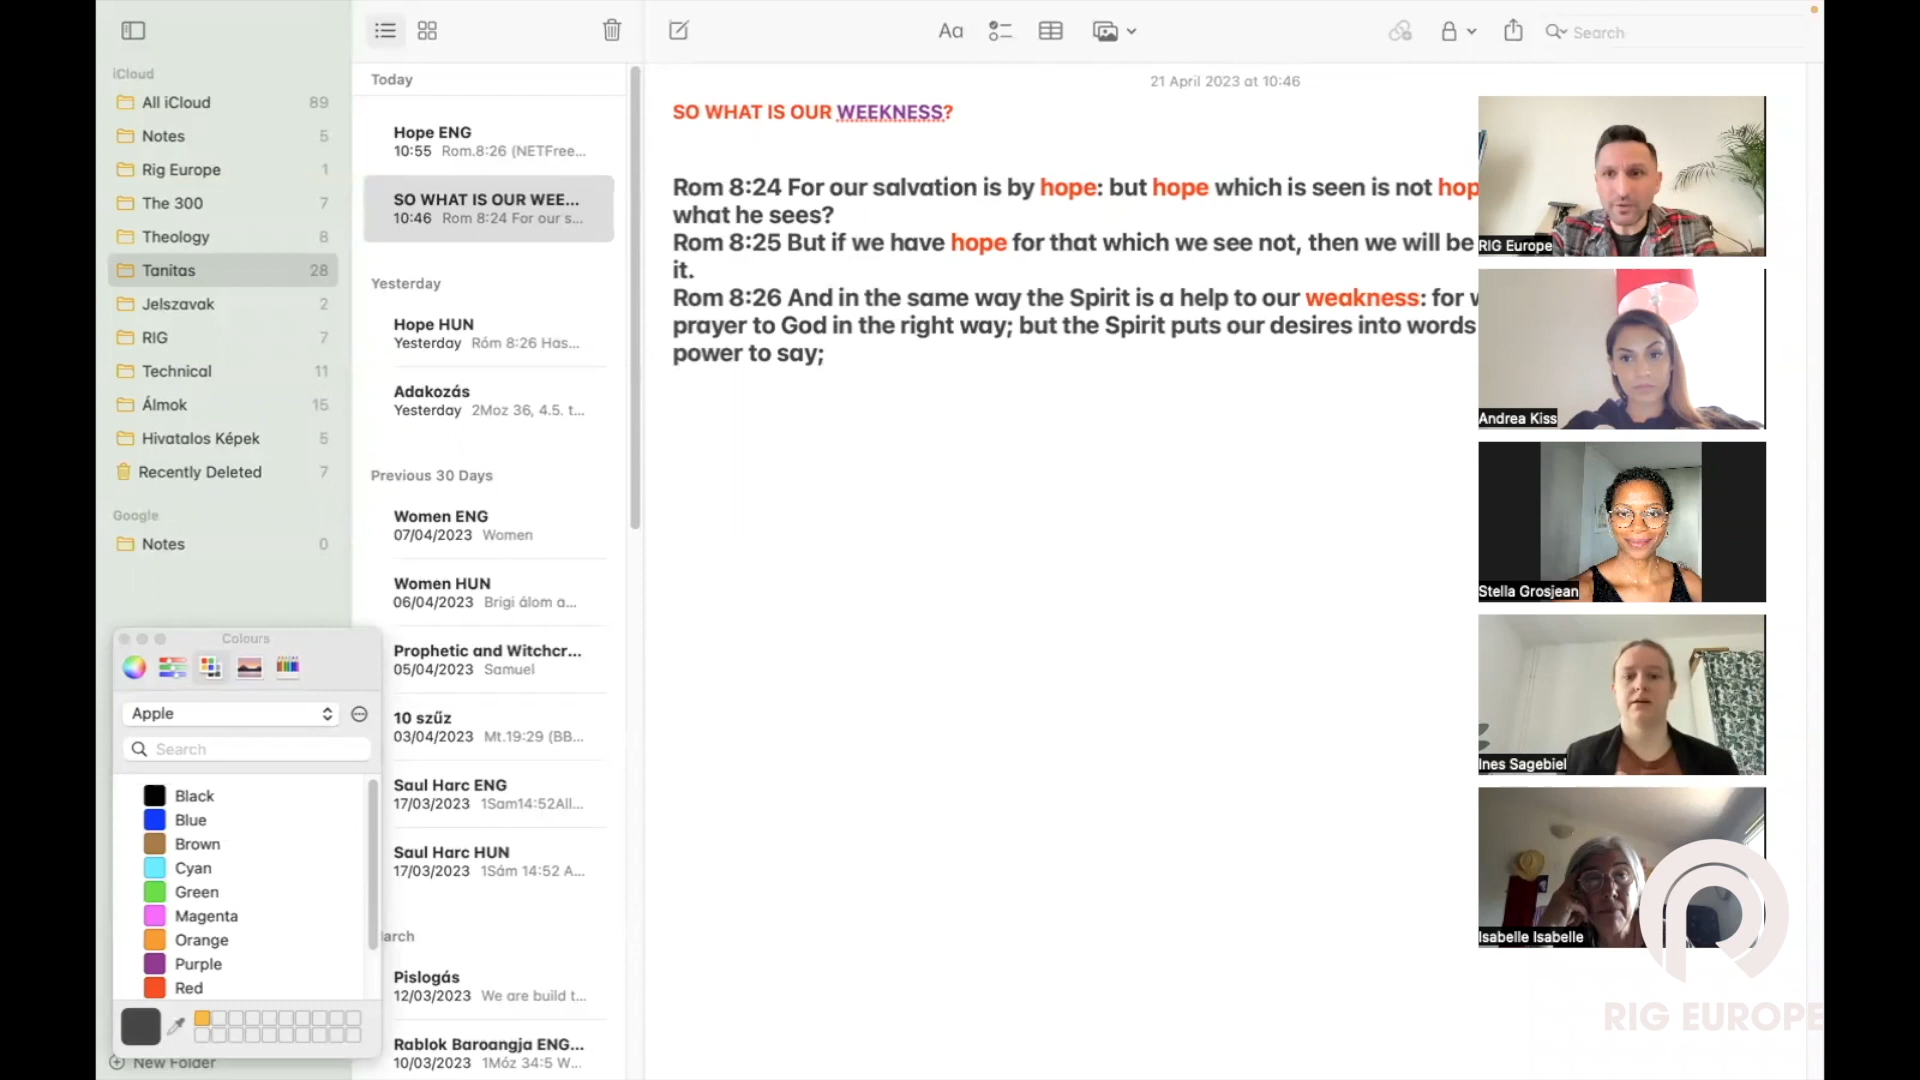 iCloud
All iCloud 89
Notes 5
Rig Europe 1
The 300 7
Theology 8
Tanitas 28
Jelszavak 2
RIG 7
Technical 11
Álmok 15
Hivatalos Képek 5
Recently Deleted 7
Google
Notes 0
Colours
Apple
Search
Black
Blue
Brown
Cyan
Green
Magenta
Orange
Purple
Red
New Folder
Today
Hope ENG
10:55 Rom.8:26 (NETFree...
SO WHAT IS OUR WEE...
10:46 Rom 8:24 For our s...
Yesterday
Hope HUN
Yesterday Róm 8:26 Has...
Adakozás
Yesterday 2Moz 36, 4.5. t...
Previous 30 Days
Women ENG
07/04/2023 Women
Women HUN
06/04/2023 Brigi álom a...
Prophetic and Witchcr...
05/04/2023 Samuel
10 szűz
03/04/2023 Mt.19:29 (BB...
Saul Harc ENG
17/03/2023 1Sam14:52All...
Saul Harc HUN
17/03/2023 1Sám 14:52 A...
arch
Pislogás
12/03/2023 We are build t...
Rablok Baroangja ENG...
10/03/2023 1Móz 34:5 W...
Aa
Search
21 April 2023 at 10:46
SO WHAT IS OUR WEEKNESS?
Rom 8:24 For our salvation is by hope: but hope which is seen is not hop
what he sees?
Rom 8:25 But if we have hope for that which we see not, then we will be
it.
Rom 8:26 And in the same way the Spirit is a help to our weakness: for w
prayer to God in the right way; but the Spirit puts our desires into words
power to say;
RIG Europe
Andrea Kiss
Stella Grosjean
Ines Sagebiel
Isabelle Isabelle
RIG EUROPE